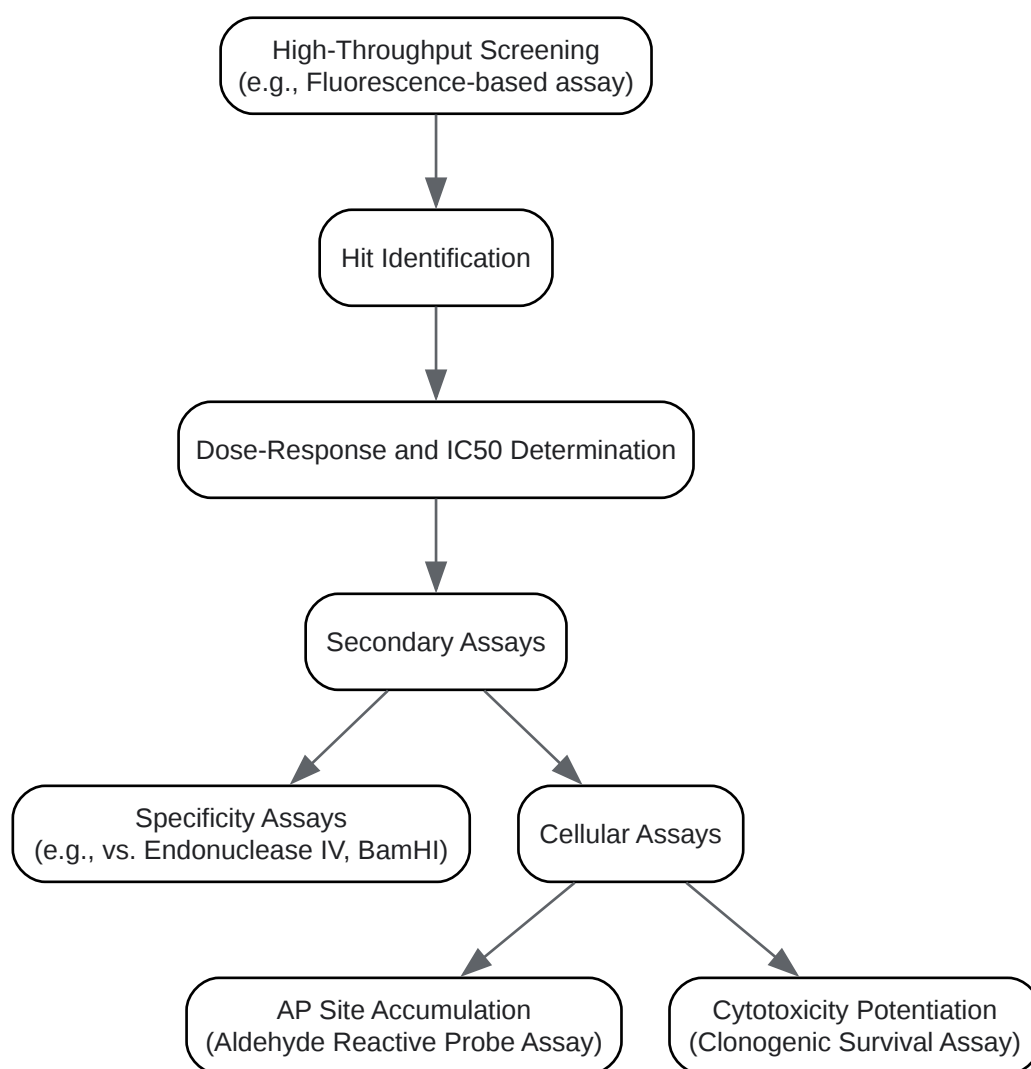 High-Throughput Screening
(e.g., Fluorescence-based assay)
Hit Identification
Dose-Response and IC50 Determination
Secondary Assays
Specificity Assays
(e.g., vs. Endonuclease IV, BamHI)
Cellular Assays
AP Site Accumulation
(Aldehyde Reactive Probe Assay)
Cytotoxicity Potentiation
(Clonogenic Survival Assay)